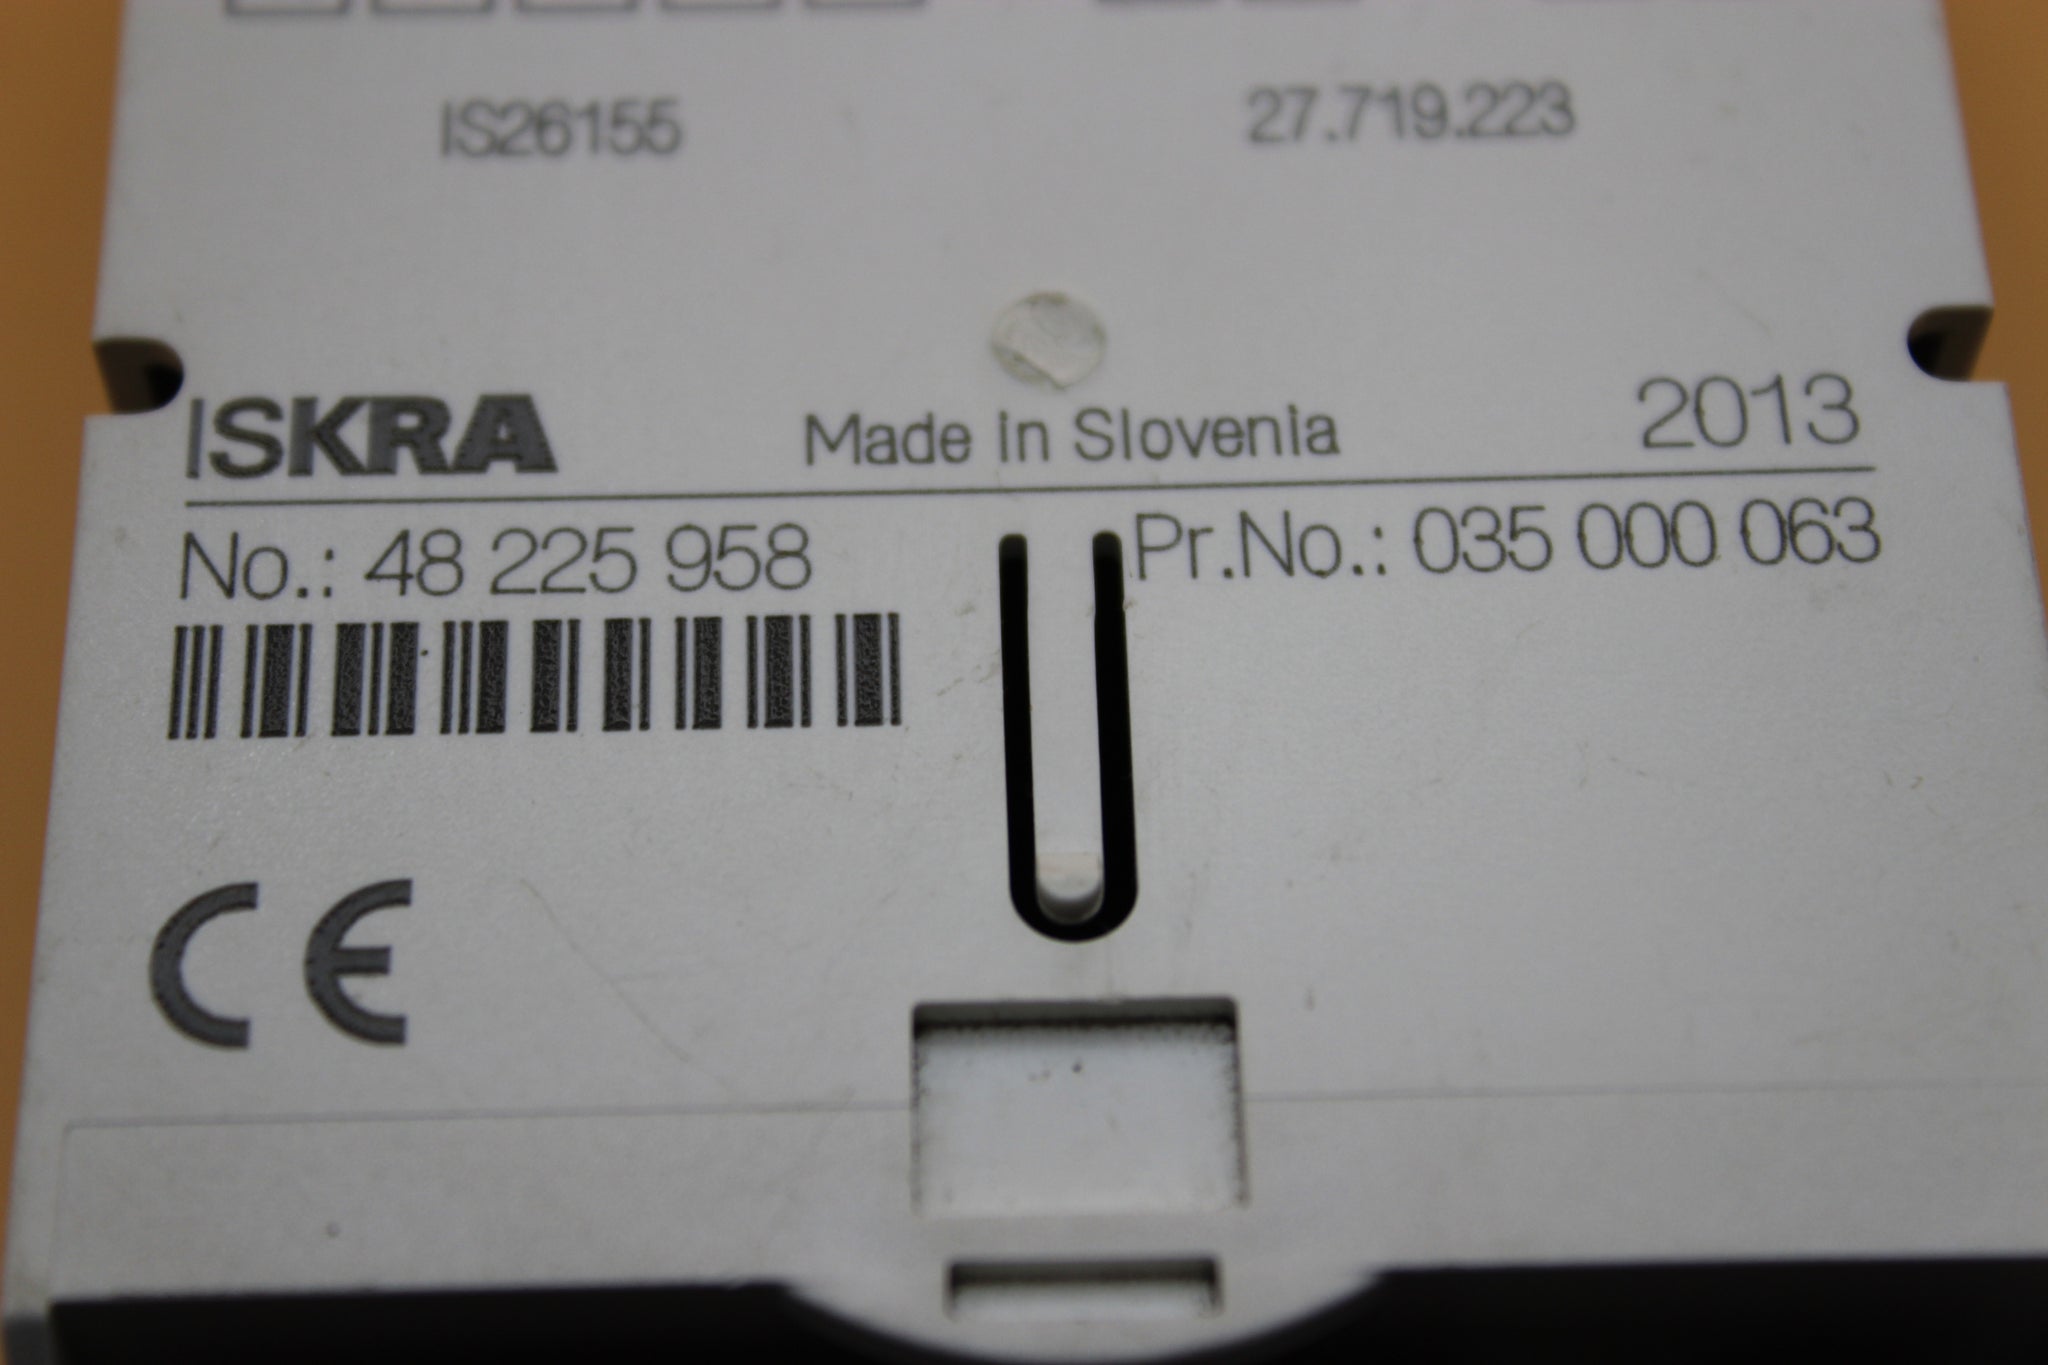 IS26155 27.719.223
ISKRA Made in Slovenia 2013
No.: 48 225 958 Pr.No.: 035 000 063
CE